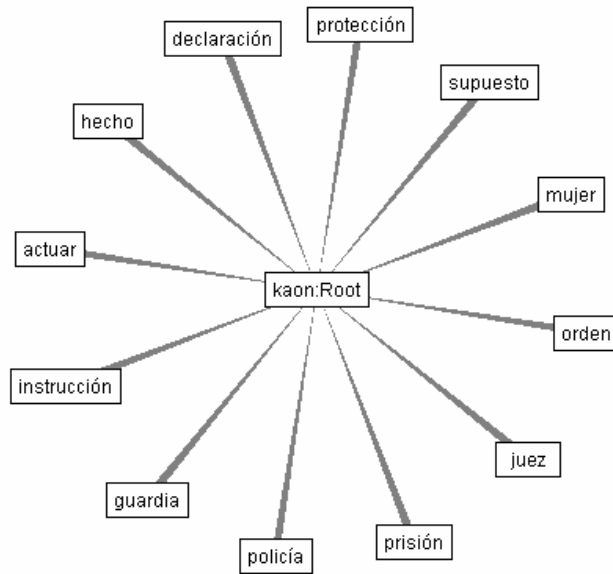 protección
declaración
supuesto
hecho
mujer
actuar
kaon:Root
orden
instrucción
juez
guardia
prisión
policía